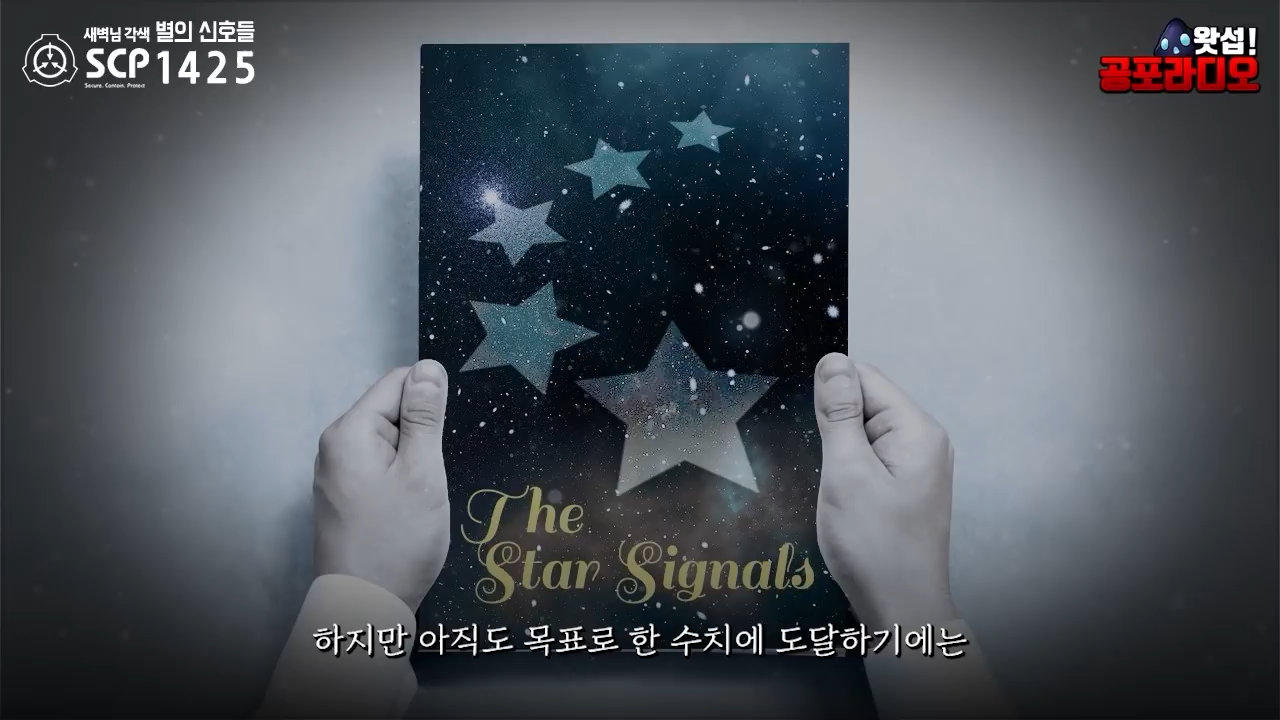 새벽님 각색 별의 신호들
SCP 1425
Secure. Contain. Protect
왓섭!
공포라디오
The
Star Signals
하지만 아직도 목표로 한 수치에 도달하기에는